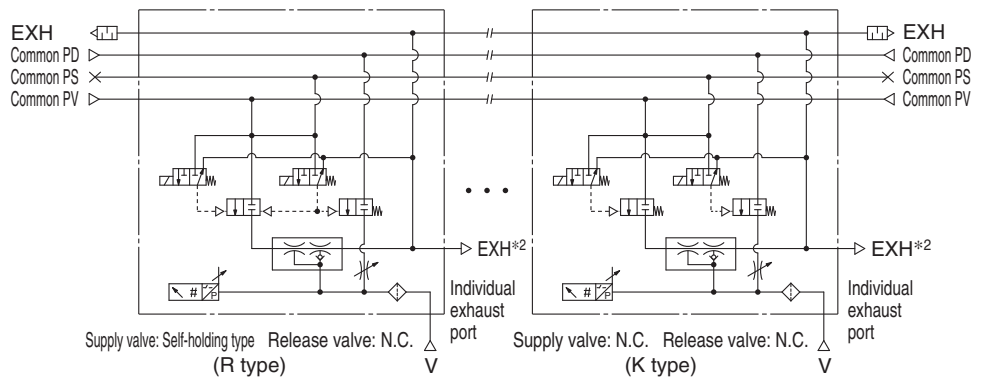 EXH
Common PD
Common PS
Common PV
EXH
Common PD
Common PS
Common PV
EXH*2
EXH*2
# P
# P
Individual
exhaust
port
Individual
exhaust
port
Supply valve: Self-holding type Release valve: N.C.
(R type)
V
Supply valve: N.C. Release valve: N.C.
(K type)
V